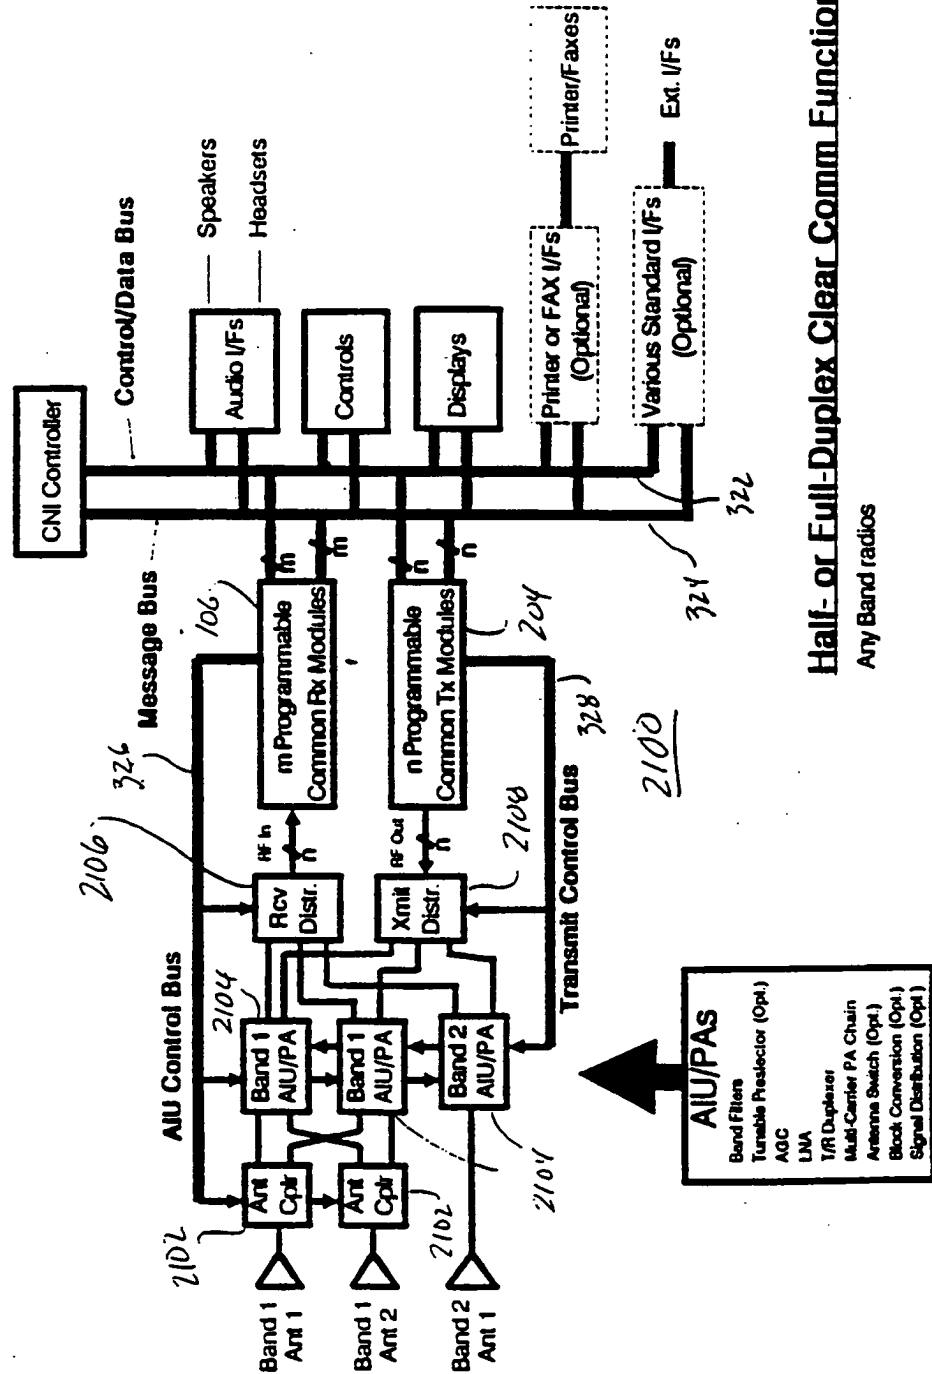 CNI Controller
Control/Data Bus
Message Bus
Audio I/Fs
Speakers
Headsets
Controls
Displays
Printer or FAX I/Fs
(Optional)
Printer/Faxes
Various Standard I/Fs
(Optional)
Ext. I/Fs
322
324
m
m
n
n
106
m Programmable
Common Rx Modules
n Programmable
Common Tx Modules
204
326
328
2106
RF In
n
RF Out
n
2108
Rcv
Distr.
Xmit
Distr.
AIU Control Bus
Transmit Control Bus
2104
Band 1
AIU/PA
Band 1
AIU/PA
Band 2
AIU/PA
2104
Ant
Cplr
Ant
Cplr
2102
2102
Band 1
Ant 1
Band 1
Ant 2
Band 2
Ant 1
2100
AIU/PAs
Band Filters
Tunable Preslector (Opt.)
AGC
LNA
T/R Duplexer
Multi-Carrier PA Chain
Antenna Switch (Opt.)
Block Conversion (Opt.)
Signal Distribution (Opt.)
Half- or Full-Duplex Clear Comm Function
Any Band radios